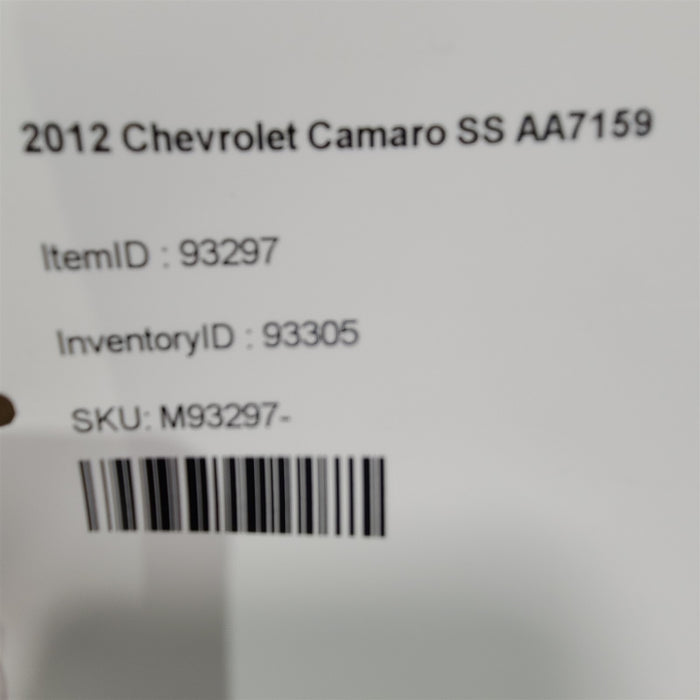 2012 Chevrolet Camaro SS AA7159
ItemID : 93297
InventoryID : 93305
SKU: M93297-